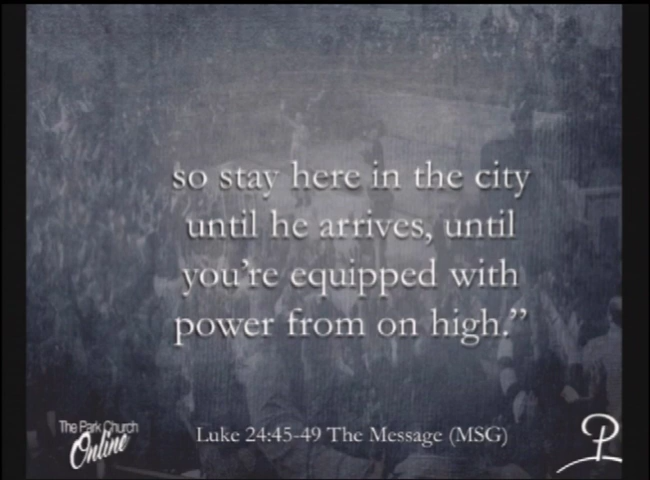 so stay here in the city
until he arrives, until
you’re equipped with
power from on high.”
The Park Church
Online
Luke 24:45-49 The Message (MSG)
P